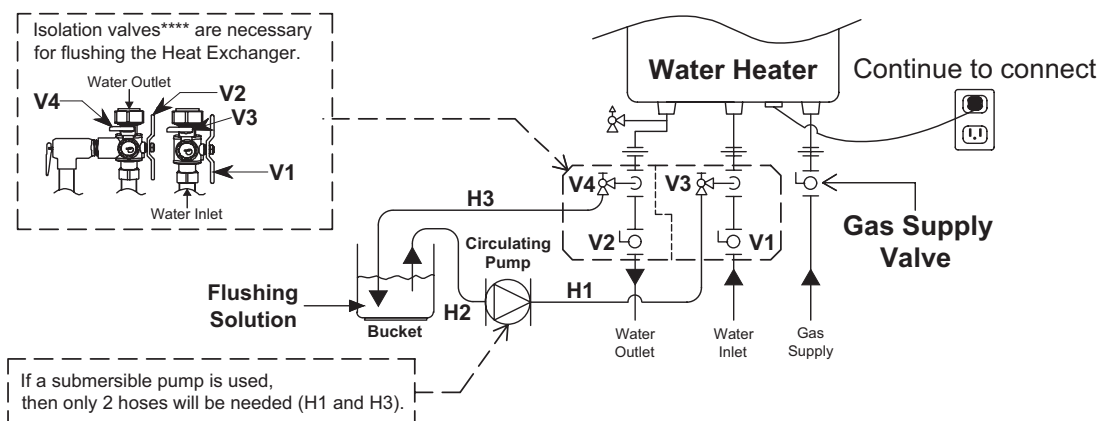 Isolation valves**** are necessary
for flushing the Heat Exchanger.
Water Outlet
V4
V2
V3
V1
Water Inlet
Water Heater
Continue to connect
V4
V3
V2
V1
H3
Circulating
Pump
H1
H2
Flushing
Solution
Bucket
Gas Supply
Valve
Water
Outlet
Water
Inlet
Gas
Supply
If a submersible pump is used,
then only 2 hoses will be needed (H1 and H3).